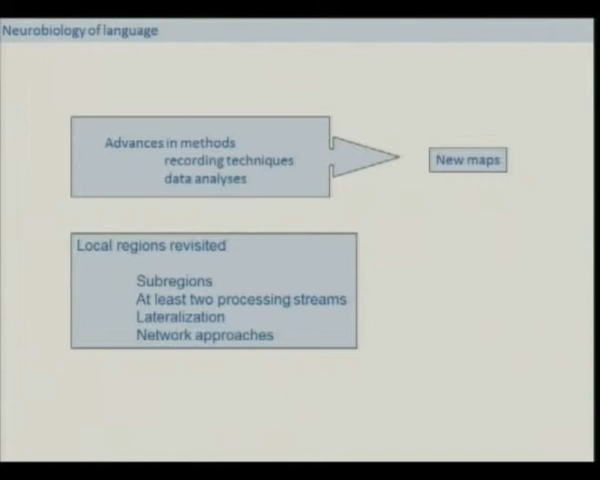 Neurobiology of language
Advances in methods
recording techniques
data analyses
New maps
Local regions revisited
Subregions
At least two processing streams
Lateralization
Network approaches